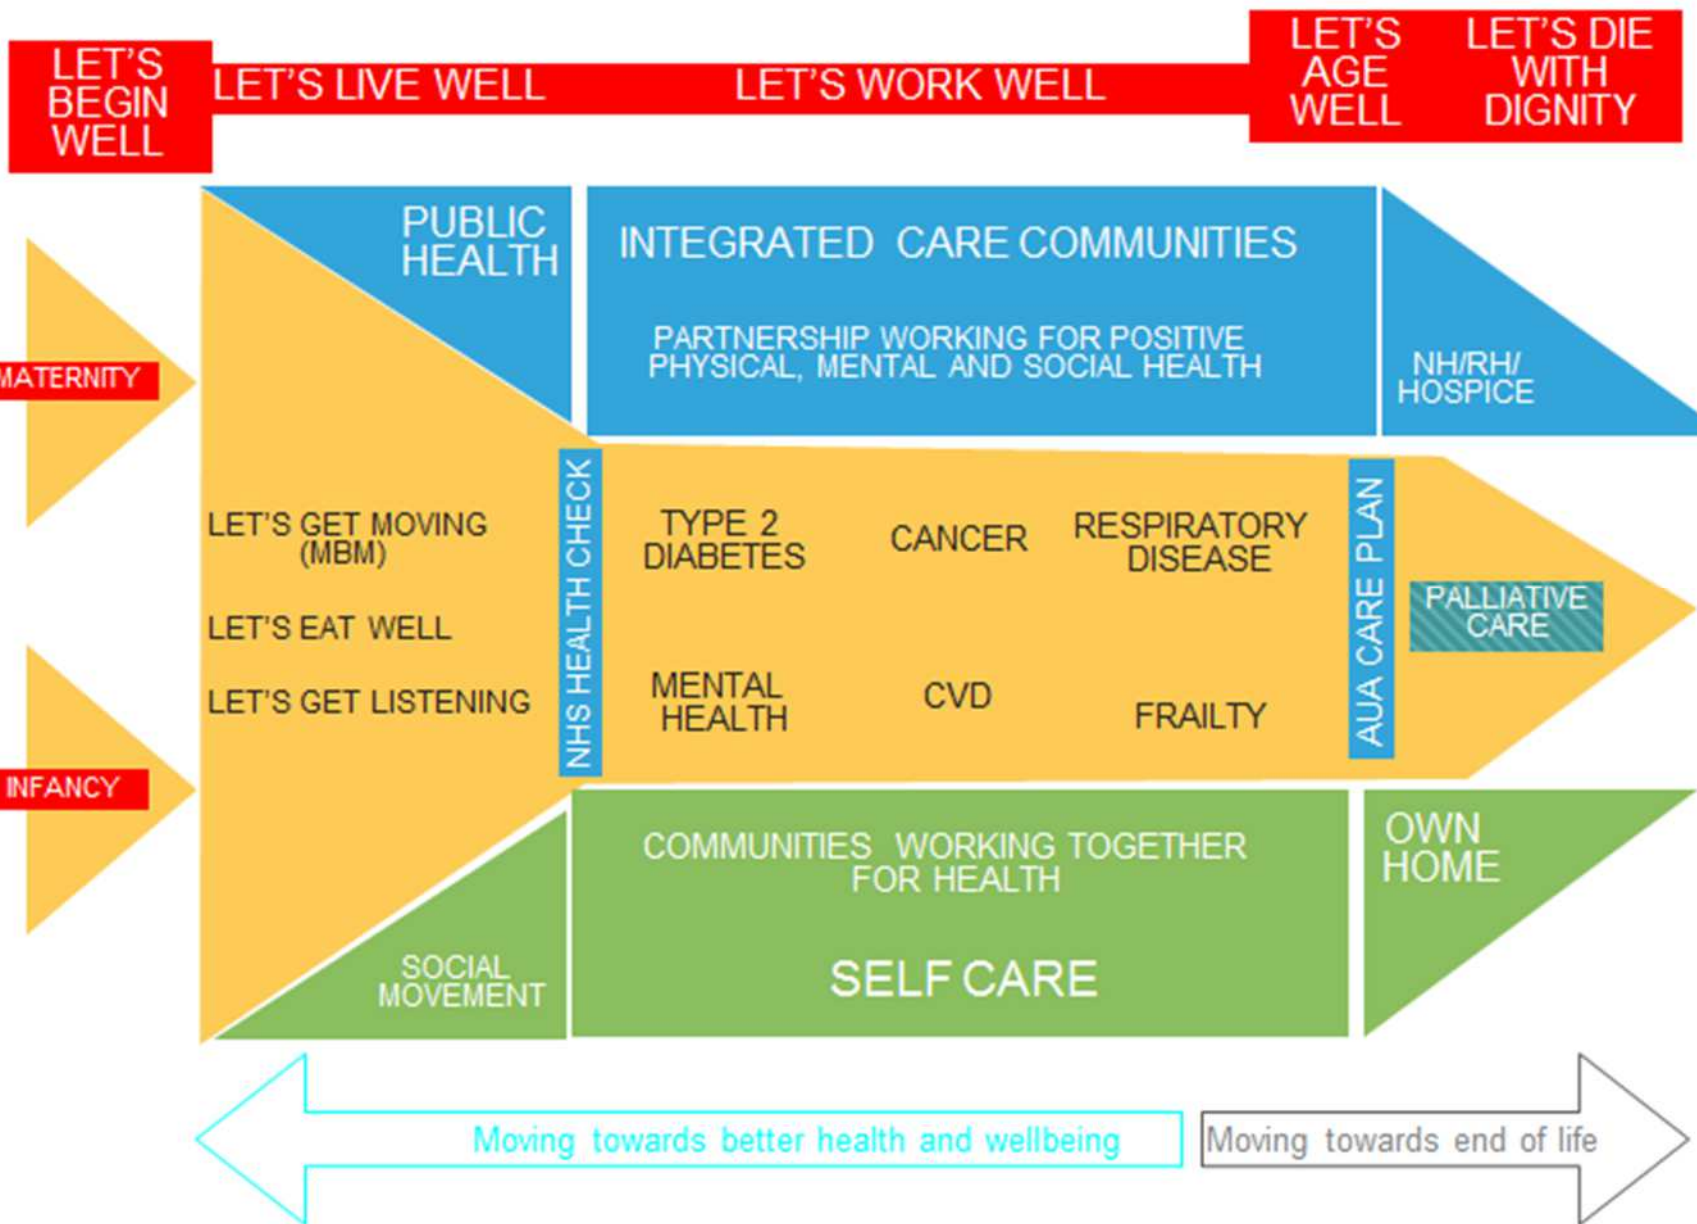 LET'S
BEGIN
WELL
LET'S LIVE WELL
LET'S WORK WELL
LET'S
AGE
WELL
LET'S DIE
WITH
DIGNITY
PUBLIC
HEALTH
INTEGRATED CARE COMMUNITIES
PARTNERSHIP WORKING FOR POSITIVE
PHYSICAL, MENTAL AND SOCIAL HEALTH
NH/RH/
HOSPICE
MATERNITY
INFANCY
LET'S GET MOVING
(MBM)
LET'S EAT WELL
LET'S GET LISTENING
NHS HEALTH CHECK
TYPE 2
DIABETES
CANCER
RESPIRATORY
DISEASE
MENTAL
HEALTH
CVD
FRAILTY
AUA CARE PLAN
PALLIATIVE
CARE
SOCIAL
MOVEMENT
COMMUNITIES WORKING TOGETHER
FOR HEALTH
SELF CARE
OWN
HOME
Moving towards better health and wellbeing
Moving towards end of life